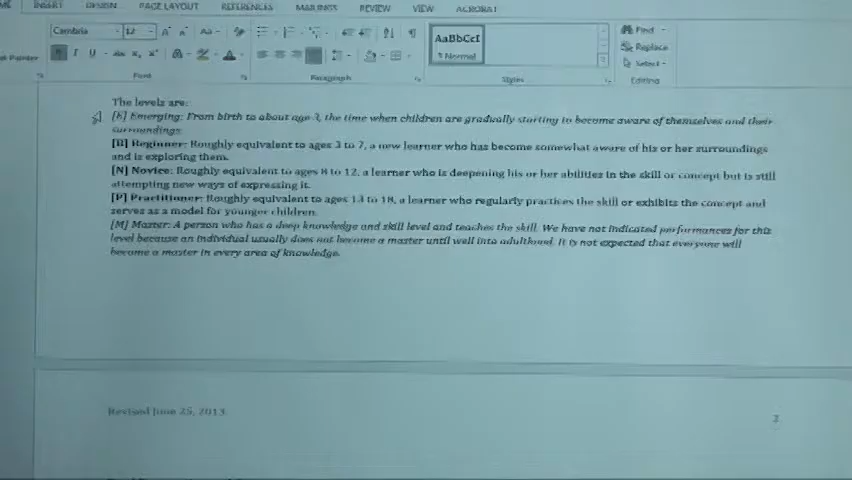 INSERT DESIGN PAGE LAYOUT REFERENCES MAILINGS REVIEW VIEW ACROBAT
Cambria 12
Painter
Font Paragraph Styles Editing
AaBbCcI
¶ Normal
Find
Replace
Select
The levels are:
[E] Emerging: From birth to about age 3, the time when children are gradually starting to become aware of themselves and their
surroundings.
[B] Beginner: Roughly equivalent to ages 3 to 7, a new learner who has become somewhat aware of his or her surroundings
and is exploring them.
[N] Novice: Roughly equivalent to ages 8 to 12, a learner who is deepening his or her abilities in the skill or concept but is still
attempting new ways of expressing it.
[P] Practitioner: Roughly equivalent to ages 13 to 18, a learner who regularly practices the skill or exhibits the concept and
serves as a model for younger children.
[M] Master: A person who has a deep knowledge and skill level and teaches the skill. We have not indicated performances for this
level because an individual usually does not become a master until well into adulthood. It is not expected that everyone will
become a master in every area of knowledge.
Revised June 25, 2013
2